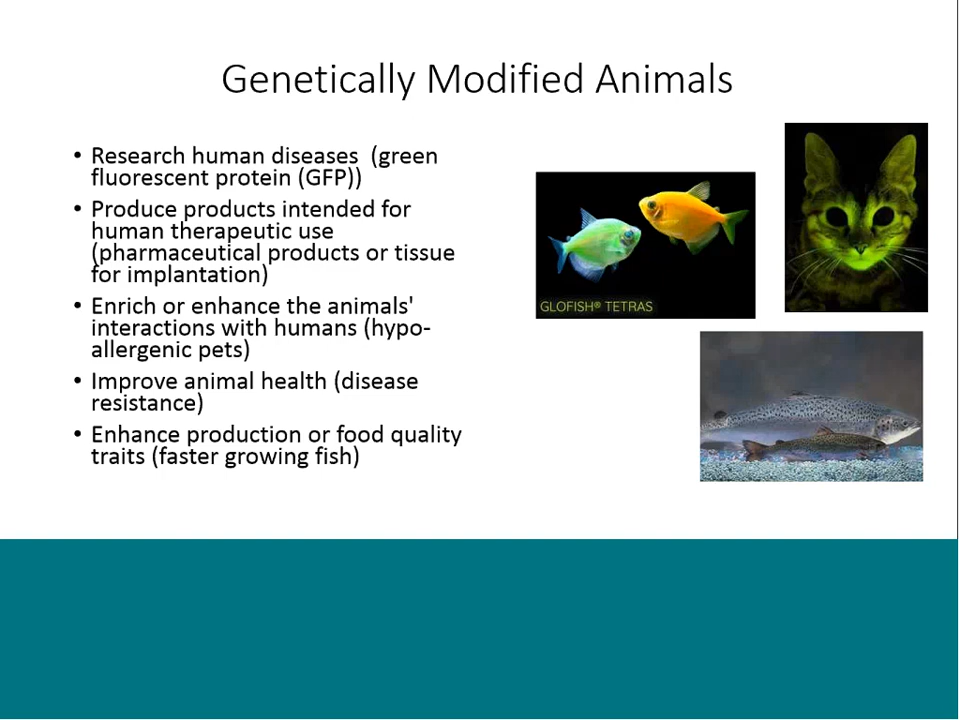 Genetically Modified Animals
• Research human diseases  (green
fluorescent protein (GFP))
• Produce products intended for
human therapeutic use
(pharmaceutical products or tissue
for implantation)
• Enrich or enhance the animals'
interactions with humans (hypo-
allergenic pets)
• Improve animal health (disease
resistance)
• Enhance production or food quality
traits (faster growing fish)
GLOFISH® TETRAS